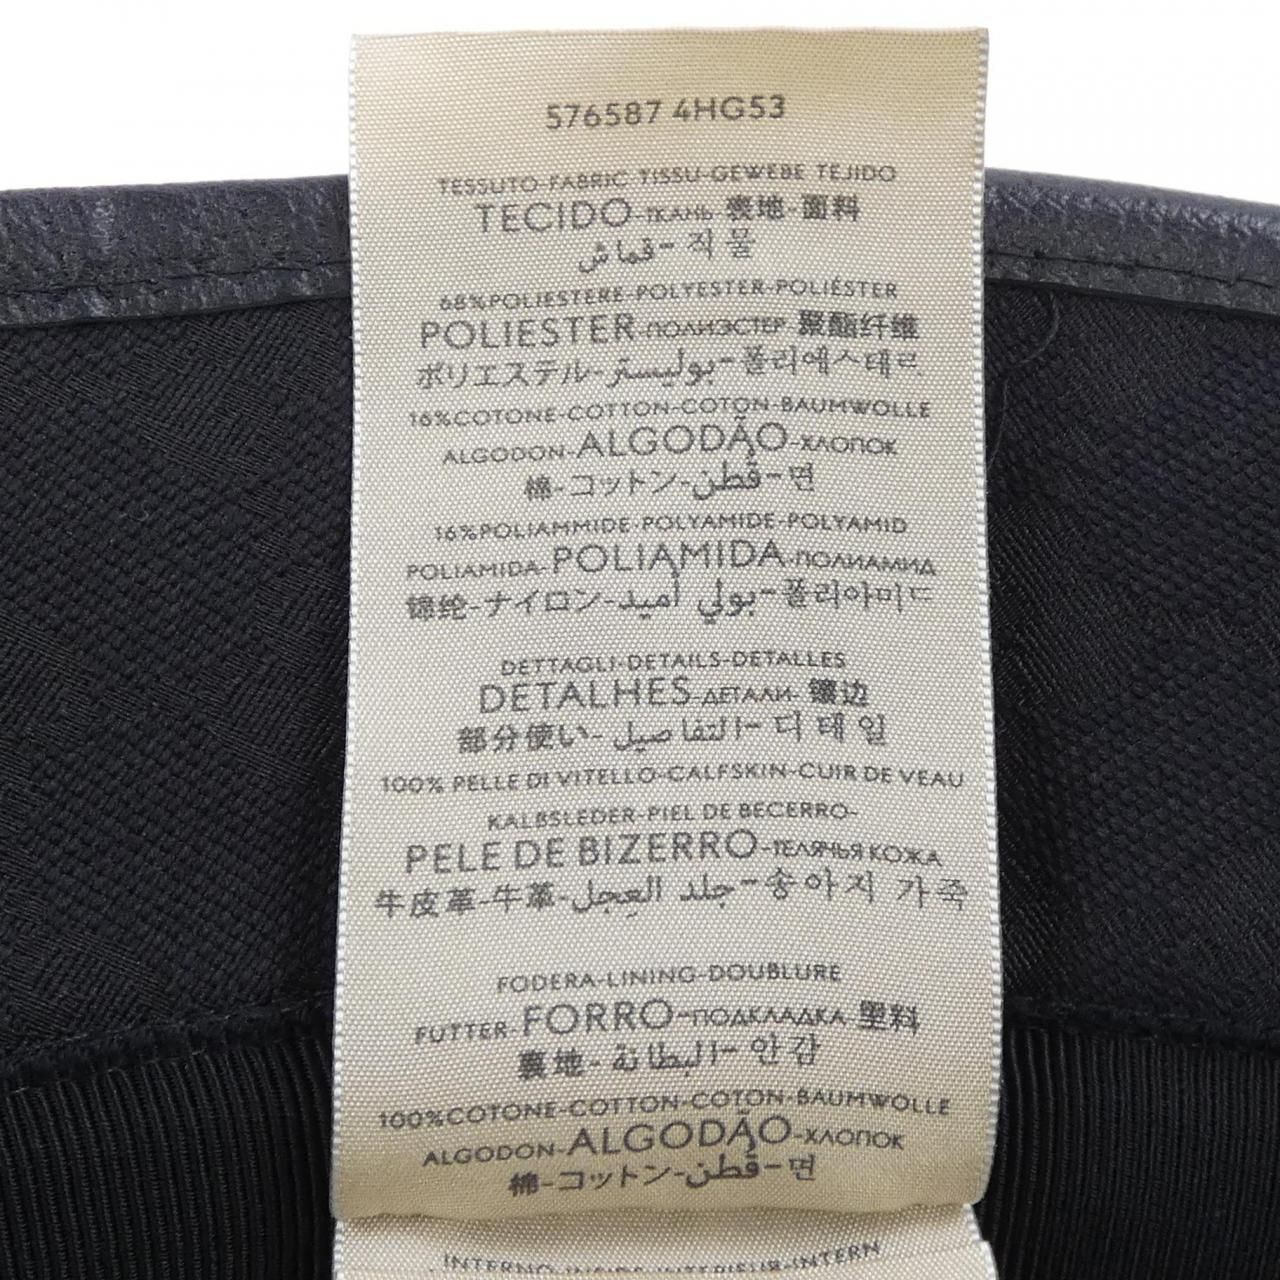 576587 4HG53
TESSUTO-FABRIC TISSU-GEWEBE TEJIDO
TECIDO-ТКАНЬ-表地-面料
قماش-직물
68%POLIESTERE-POLYESTER-POLIÉSTER
POLIESTER ПОЛИЭСТЕР-聚酯纤维
ポリエステル-بوليستر-폴리에스테르
16%COTONE-COTTON-COTON-BAUMWOLLE
ALGODON-ALGODÃO-ХЛОПОК
棉-コットン-قطن-면
16%POLIAMMIDE-POLYAMIDE-POLYAMID
POLIAMIDA-POLIAMIDA-ПОЛИАМИД
锦纶-ナイロン-بولي أميد-폴리아미드
DETTAGLI-DETAILS-DETALLES
DETALHES-ДЕТАЛИ-镶边
部分使い-التفاصيل-디테일
100% PELLE DI VITELLO-CALFSKIN-CUIR DE VEAU
KALBSLEDER-PIEL DE BECERRO-
PELE DE BIZERRO-ТЕЛЯЧЬЯ КОЖА
牛皮革-牛革-جلد العِجل-송아지 가죽
FODERA-LINING-DOUBLURE
FUTTER-FORRO-ПОДКЛАДКА-里料
裏地-البطانة-안감
100%COTONE-COTTON-COTON-BAUMWOLLE
ALGODON-ALGODÃO-ХЛОПОК
棉-コットン-قطن-면
INTERNO-INSIDE-INTERIEUR-INTERN